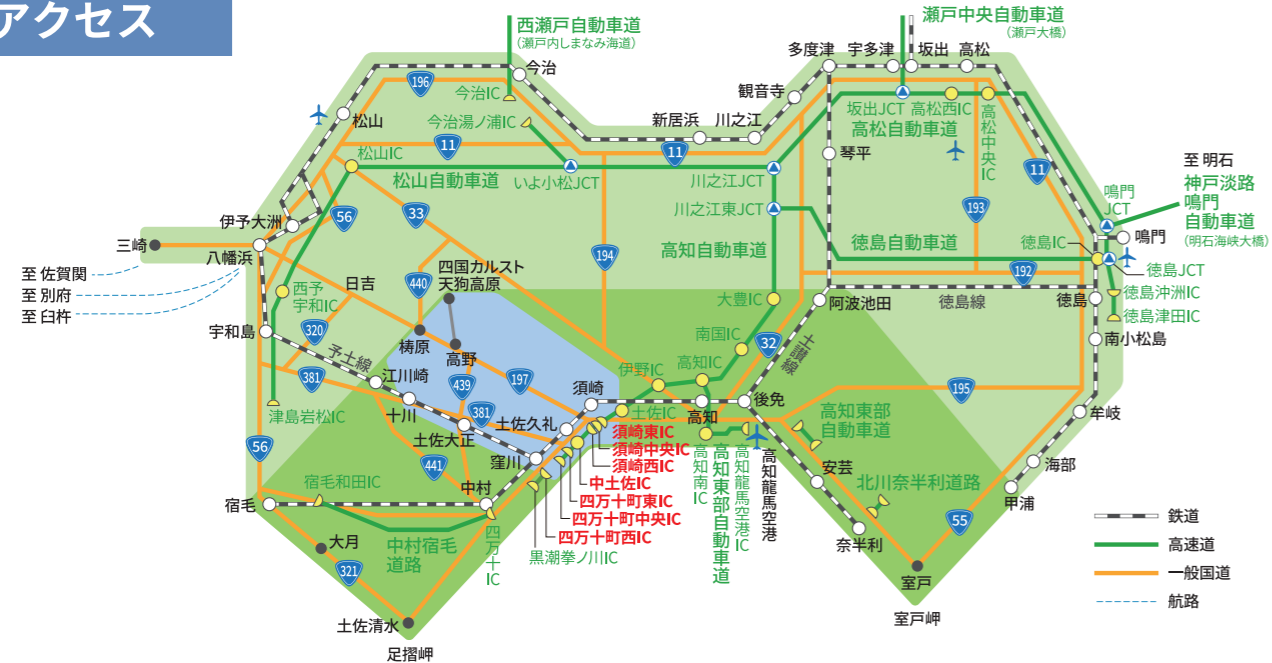 アクセス
西瀬戸自動車道
(瀬戸内しまなみ海道)
瀬戸中央自動車道
(瀬戸大橋)
多度津
宇多津
坂出
高松
今治
196
今治IC
観音寺
坂出JCT
高松西IC
高松中央IC
高松自動車道
松山
今治湯ノ浦IC
新居浜
川之江
11
11
11
琴平
松山IC
松山自動車道
いよ小松JCT
川之江JCT
至 明石
神戸淡路
鳴門
自動車道
(明石海峡大橋)
鳴門
JCT
33
56
193
川之江東JCT
伊予大洲
三崎
八幡浜
高知自動車道
徳島自動車道
徳島IC
鳴門
194
192
徳島JCT
至 佐賀関
至 別府
至 臼杵
日吉
四国カルスト
天狗高原
440
西予
宇和IC
大豊IC
阿波池田
徳島線
徳島
徳島沖洲IC
徳島津田IC
320
宇和島
予土線
梼原
高野
南国IC
32
土讃線
南小松島
381
江川崎
439
197
伊野IC
高知IC
195
津島岩松IC
十川
381
須崎
土佐IC
高知
後免
高知東部
自動車道
牟岐
土佐大正
土佐久礼
須崎東IC
須崎中央IC
須崎西IC
中土佐IC
四万十町東IC
四万十町中央IC
四万十町西IC
黒潮拳ノ川IC
56
441
窪川
高知南IC
高知東部自動車道
高知龍馬空港IC
高知龍馬空港
安芸
海部
宿毛和田IC
中村
北川奈半利道路
甲浦
宿毛
55
大月
中村宿毛
道路
四万十IC
奈半利
321
室戸
土佐清水
室戸岬
足摺岬
鉄道
高速道
一般国道
航路